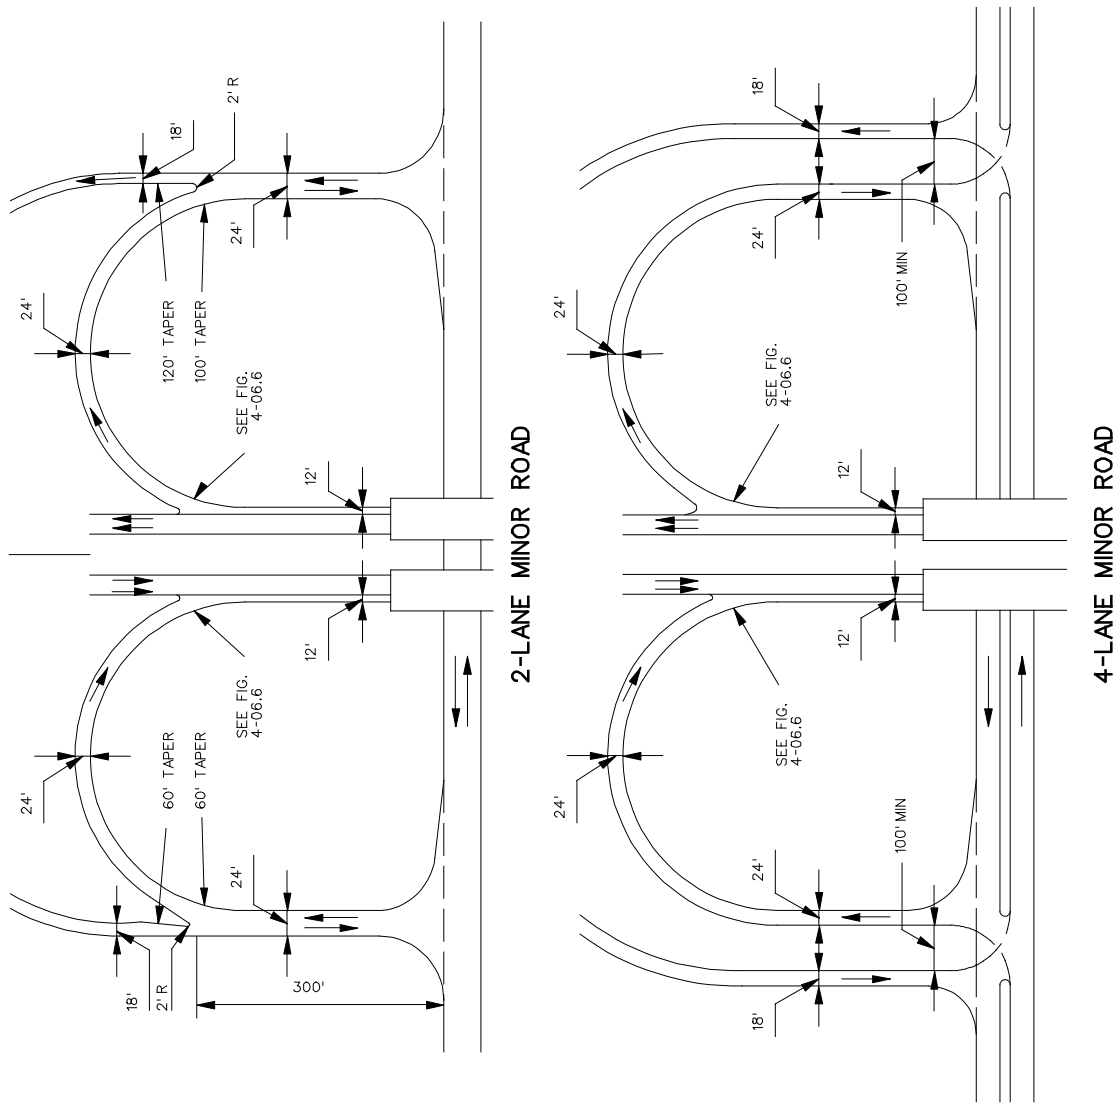 18'
2' R
24'
24'
120' TAPER
100' TAPER
SEE FIG.
4-06.6
12'
12'
SEE FIG.
4-06.6
24'
60' TAPER
60' TAPER
24'
18'
2' R
300'
2-LANE MINOR ROAD
18'
24'
100' MIN
24'
SEE FIG.
4-06.6
12'
12'
SEE FIG.
4-06.6
24'
24'
100' MIN
18'
4-LANE MINOR ROAD